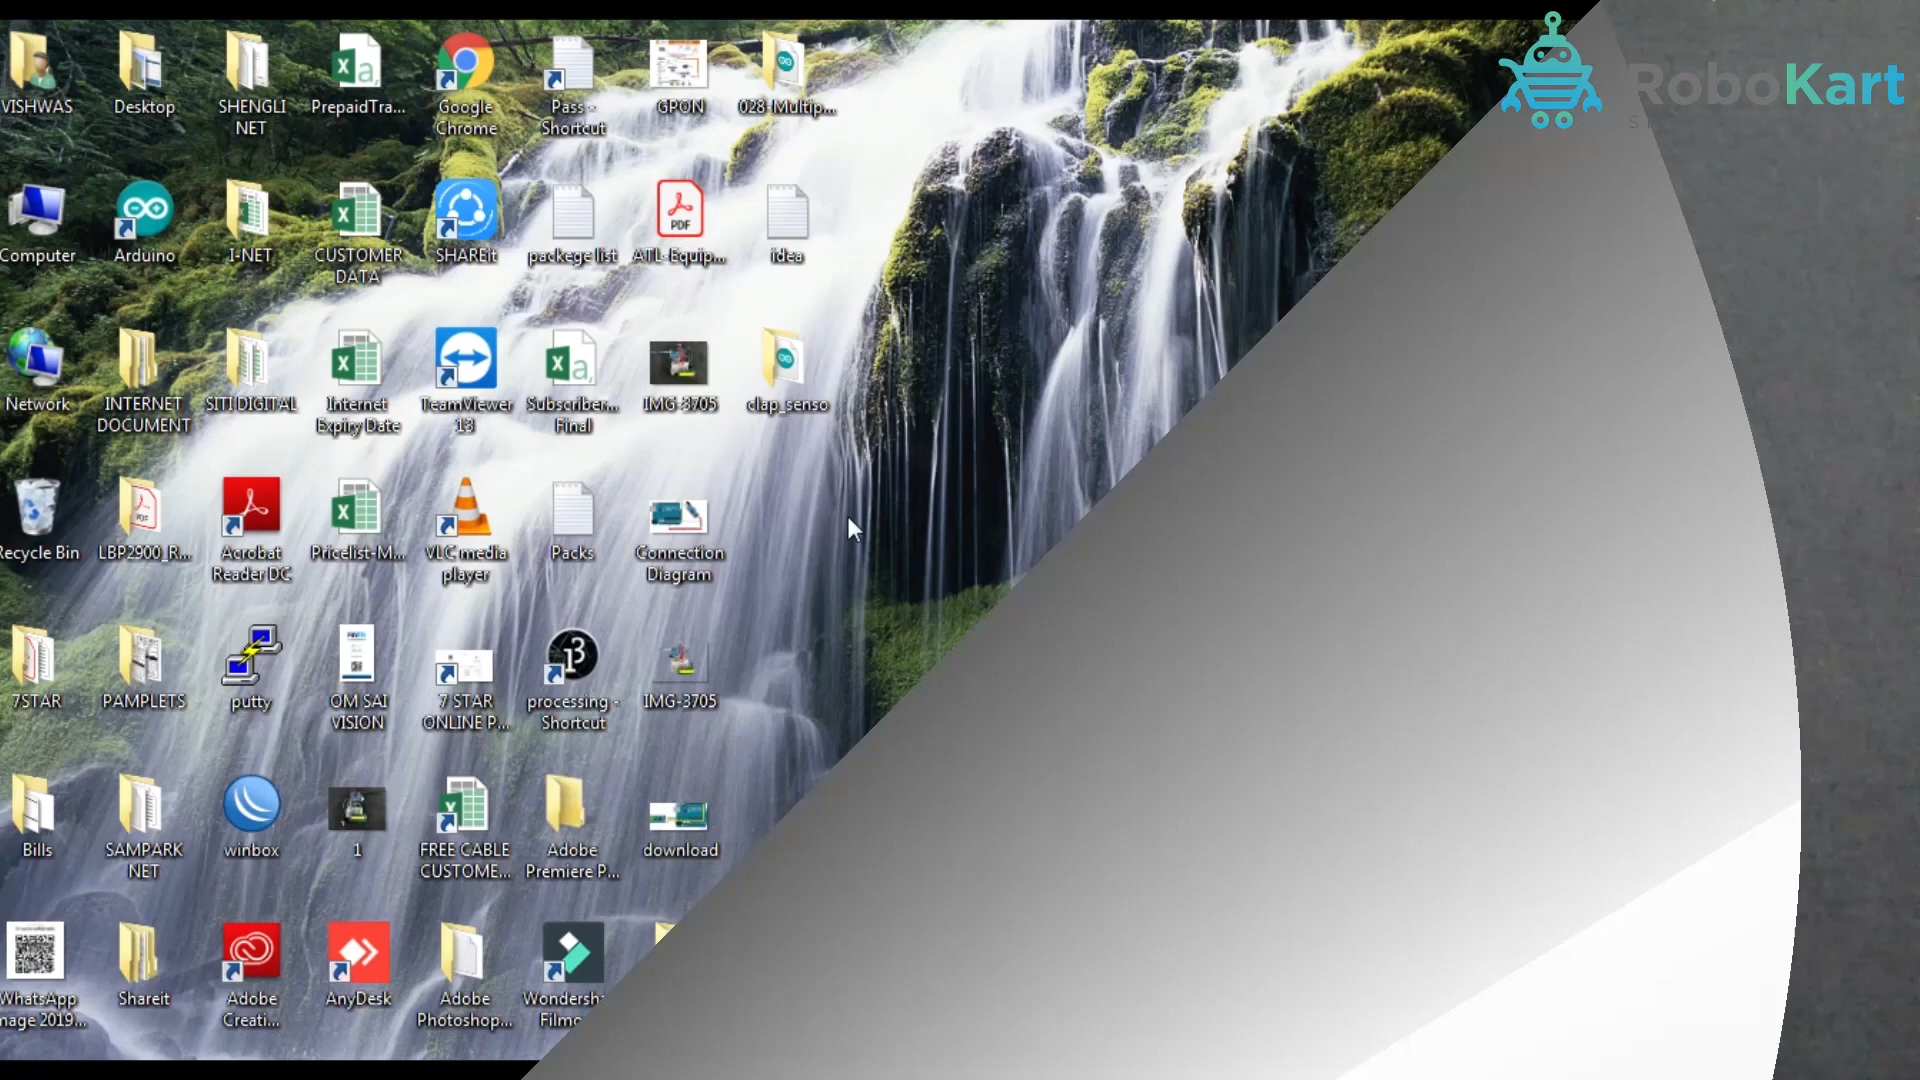 RoboKart
VISHWAS
Desktop
SHENGLI
NET
PrepaidTra...
Google
Chrome
Pass -
Shortcut
GPON
028-Multip...
Computer
Arduino
I-NET
CUSTOMER
DATA
SHAREit
packege list
PDF
ATL-Equip...
idea
Network
INTERNET
DOCUMENT
SITI DIGITAL
Internet
Expiry Date
TeamViewer
13
Subscriber...
Final
IMG-3705
clap_senso
Recycle Bin
LBP2900_R...
Acrobat
Reader DC
Pricelist-M...
VLC media
player
Packs
Connection
Diagram
7STAR
PAMPLETS
putty
OM SAI
VISION
7 STAR
ONLINE P...
processing -
Shortcut
IMG-3705
Bills
SAMPARK
NET
winbox
1
FREE CABLE
CUSTOME...
Adobe
Premiere P...
download
WhatsApp
mage 2019...
Shareit
Adobe
Creati...
AnyDesk
Adobe
Photoshop...
Wondersh
Filmo